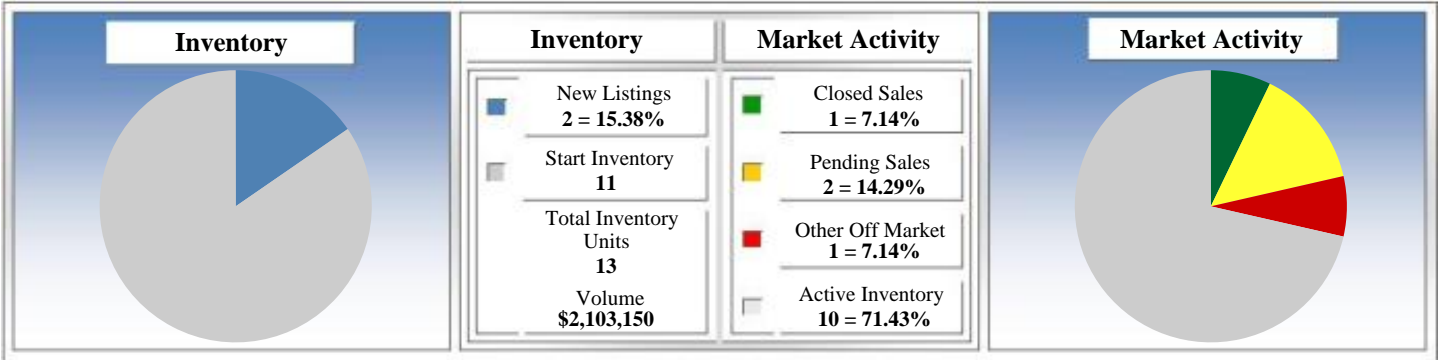 Inventory
Inventory
New Listings
2 = 15.38%
Start Inventory
11
Total Inventory
Units
13
Volume
$2,103,150
Market Activity
Closed Sales
1 = 7.14%
Pending Sales
2 = 14.29%
Other Off Market
1 = 7.14%
Active Inventory
10 = 71.43%
Market Activity